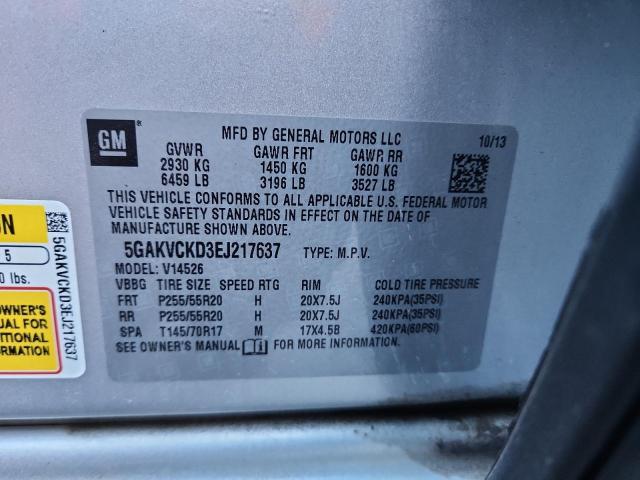 GM®
MFD BY GENERAL MOTORS LLC 10/13
GVWR GAWR FRT GAWR RR
2930 KG 1450 KG 1600 KG
6459 LB 3196 LB 3527 LB
THIS VEHICLE CONFORMS TO ALL APPLICABLE U.S. FEDERAL MOTOR
VEHICLE SAFETY STANDARDS IN EFFECT ON THE DATE OF
MANUFACTURE SHOWN ABOVE.
5GAKVCKD3EJ217637 TYPE: M.P.V.
MODEL: V14526
VBBG TIRE SIZE SPEED RTG RIM COLD TIRE PRESSURE
FRT P255/55R20 H 20X7.5J 240KPA(35PSI)
RR P255/55R20 H 20X7.5J 240KPA(35PSI)
SPA T145/70R17 M 17X4.5B 420KPA(60PSI)
SEE OWNER'S MANUAL FOR MORE INFORMATION.
5
0 lbs.
OWNER'S
FOR
5GAKVCKD3EJ217637